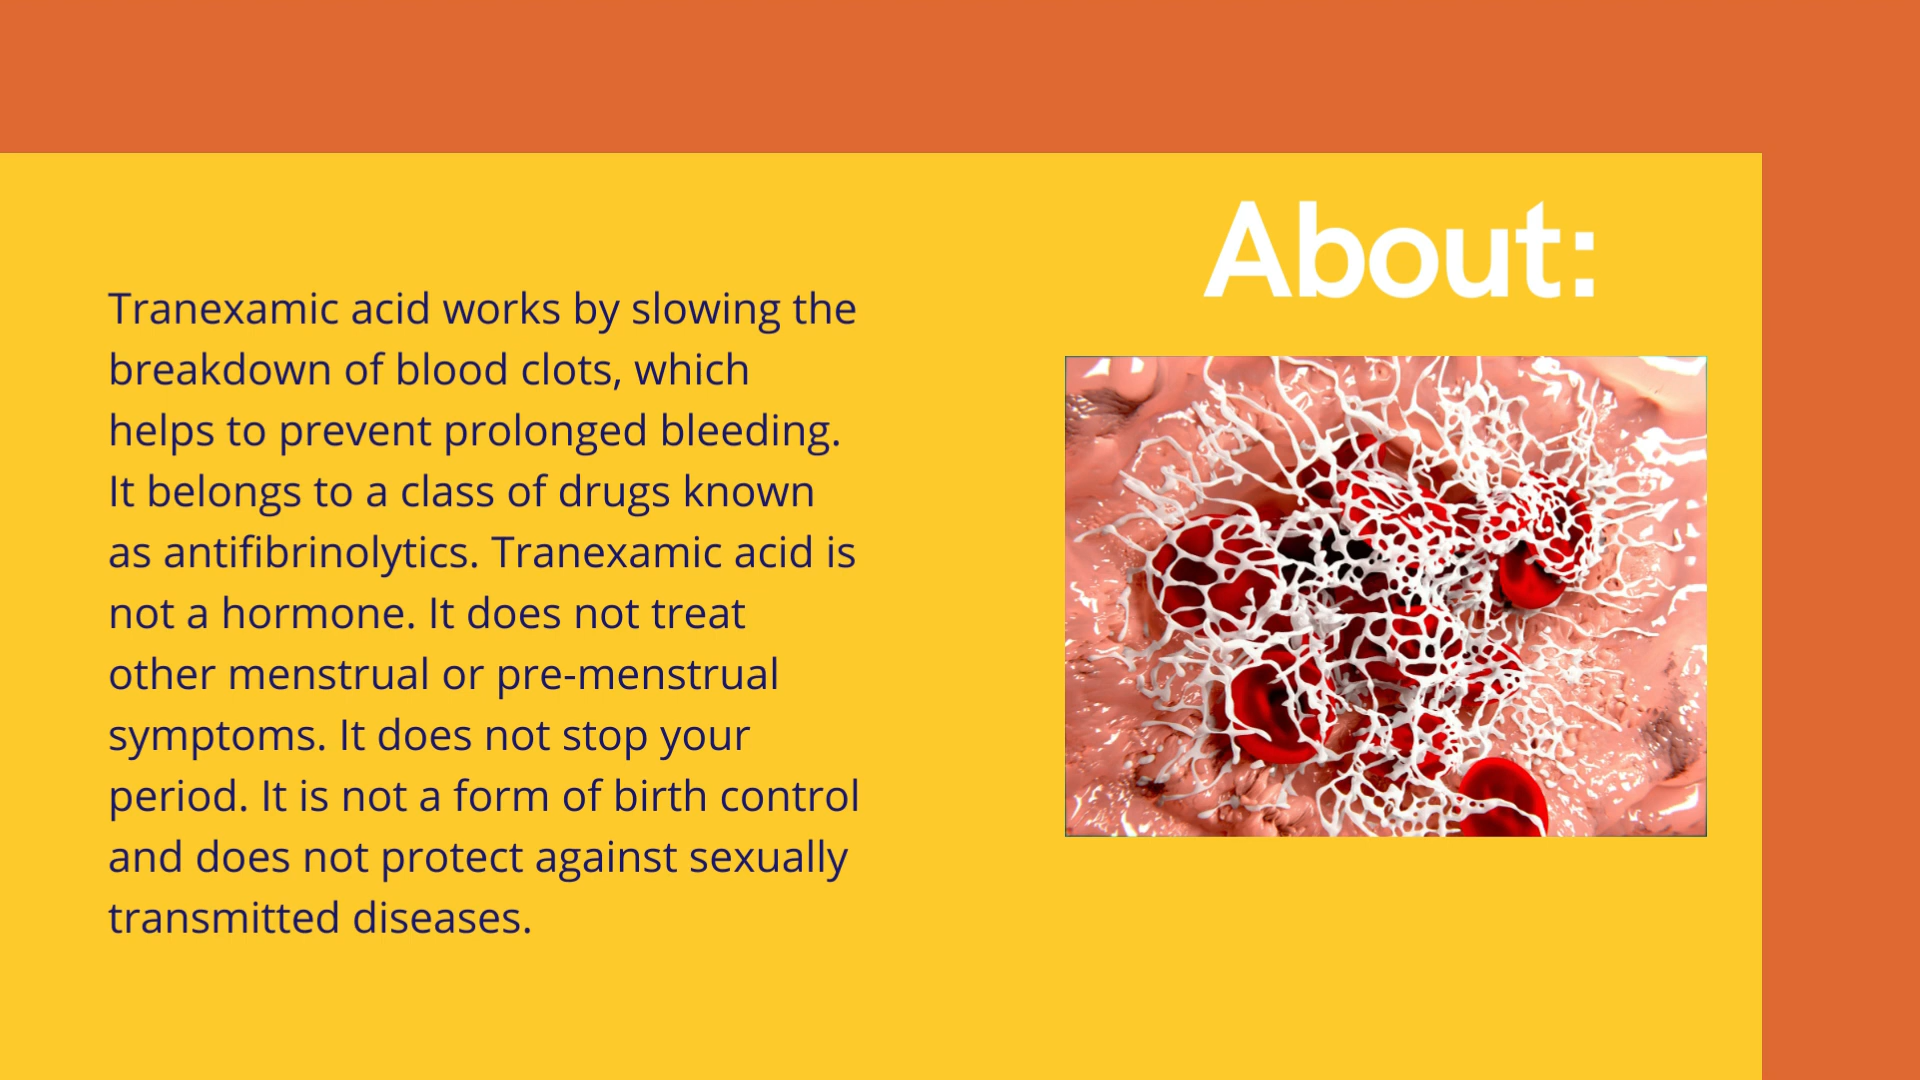 About:
Tranexamic acid works by slowing the
breakdown of blood clots, which
helps to prevent prolonged bleeding.
It belongs to a class of drugs known
as antifibrinolytics. Tranexamic acid is
not a hormone. It does not treat
other menstrual or pre-menstrual
symptoms. It does not stop your
period. It is not a form of birth control
and does not protect against sexually
transmitted diseases.